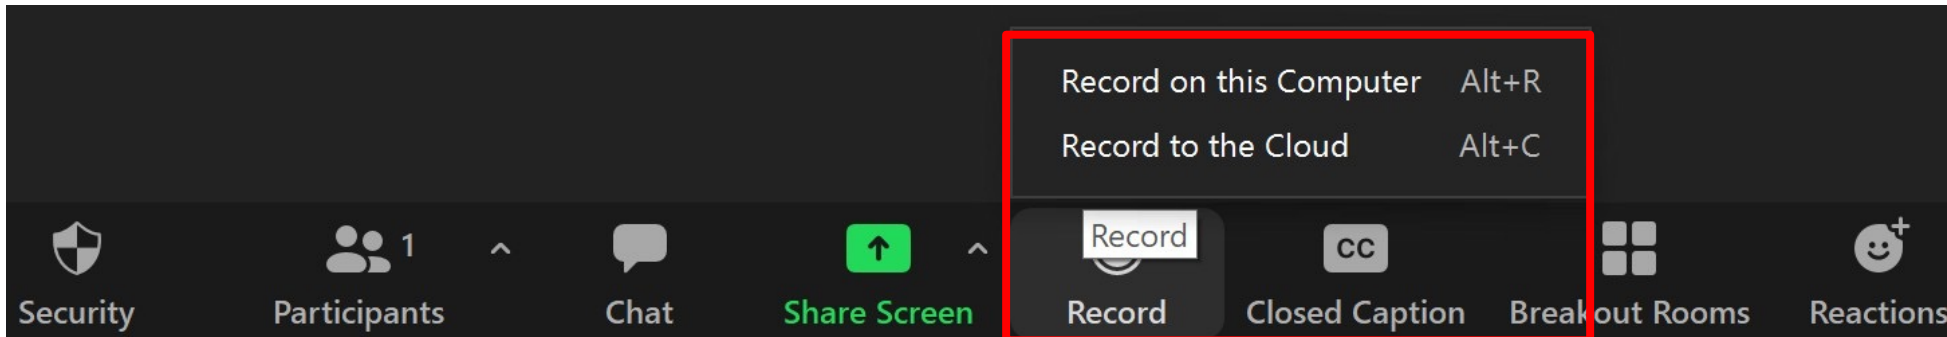 Record on this Computer Alt+R
Record to the Cloud Alt+C
1
Record
CC
Security Participants Chat Share Screen Record Closed Caption Breakout Rooms Reactions